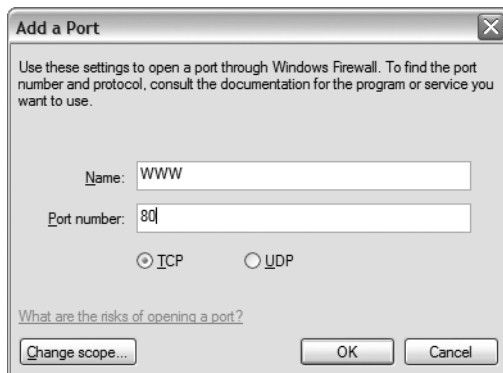 Add a Port
Use these settings to open a port through Windows Firewall. To find the port
number and protocol, consult the documentation for the program or service you
want to use.
Name: WWW
Port number: 80
TCP UDP
What are the risks of opening a port?
Change scope... OK Cancel